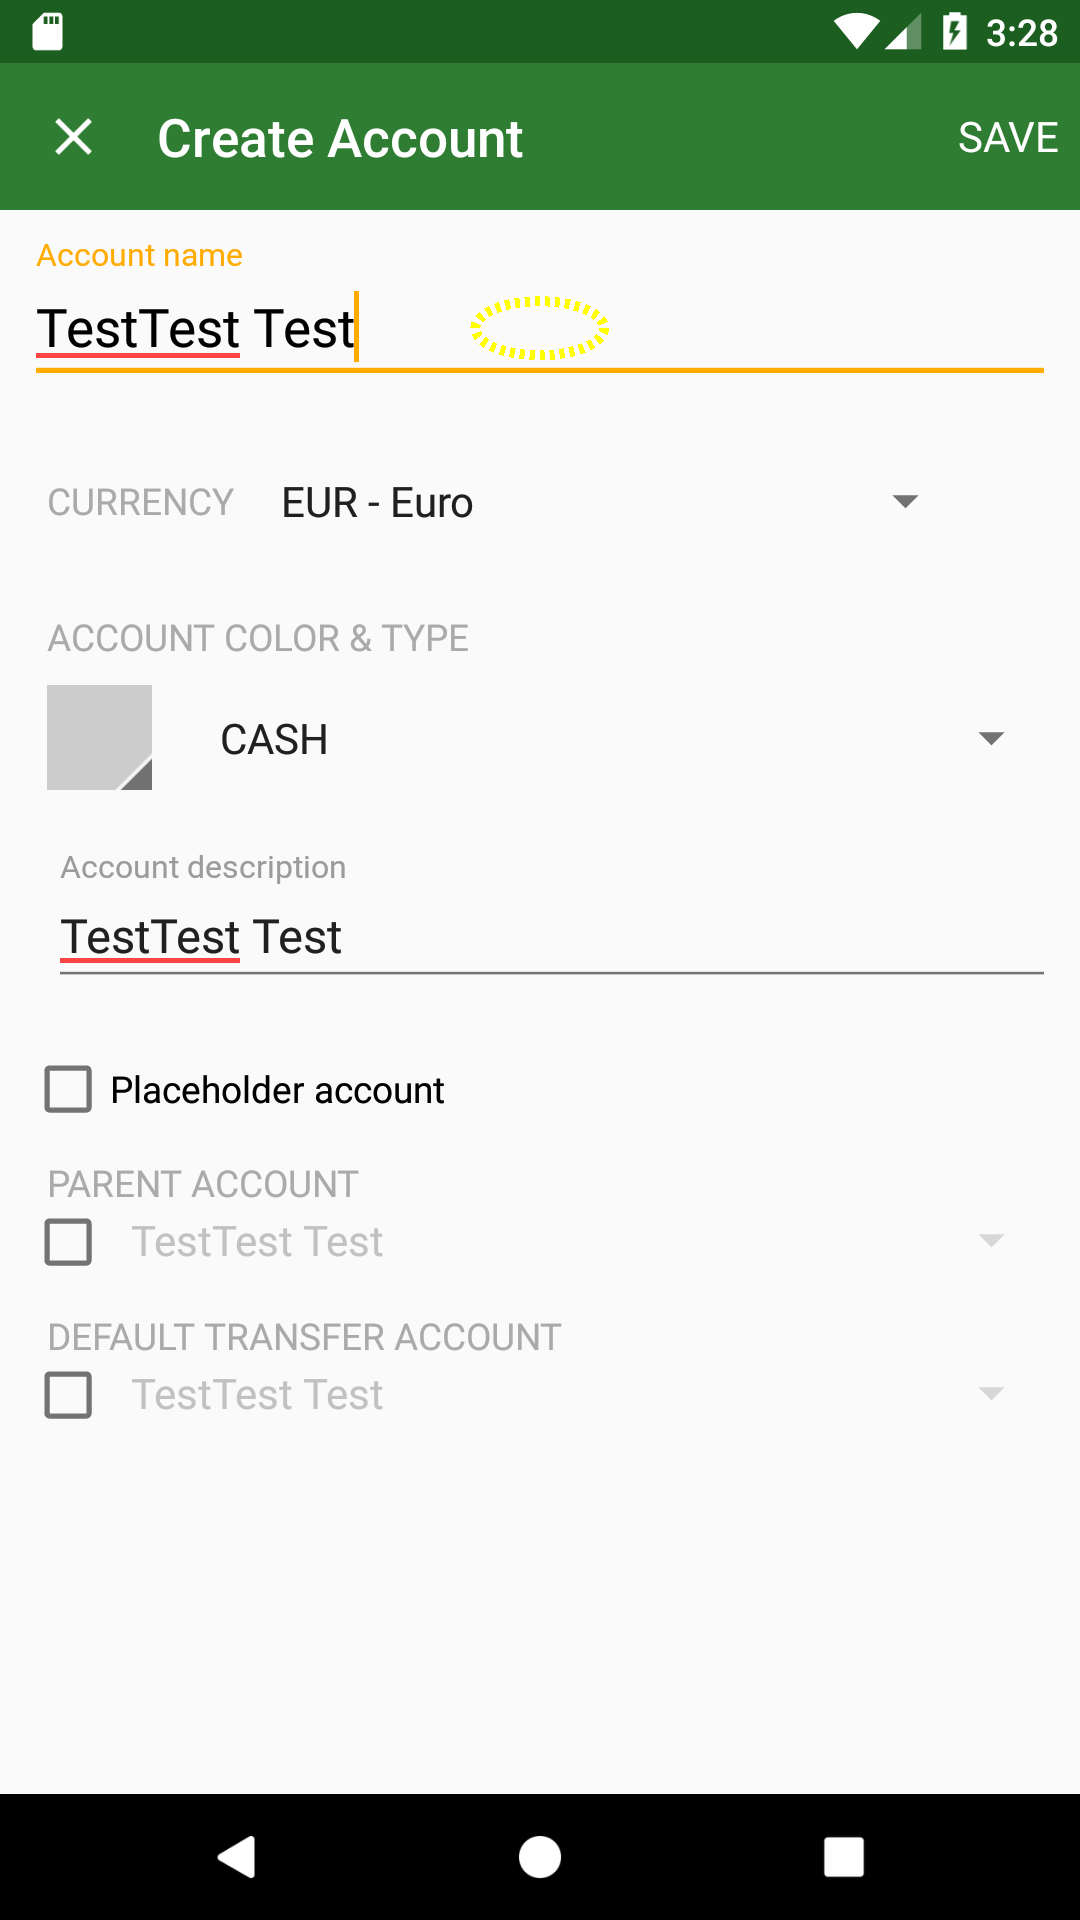 3:28
Create Account
SAVE
Account name
TestTest Test
CURRENCY EUR - Euro
ACCOUNT COLOR & TYPE
CASH
Account description
TestTest Test
Placeholder account
PARENT ACCOUNT
TestTest Test
DEFAULT TRANSFER ACCOUNT
TestTest Test